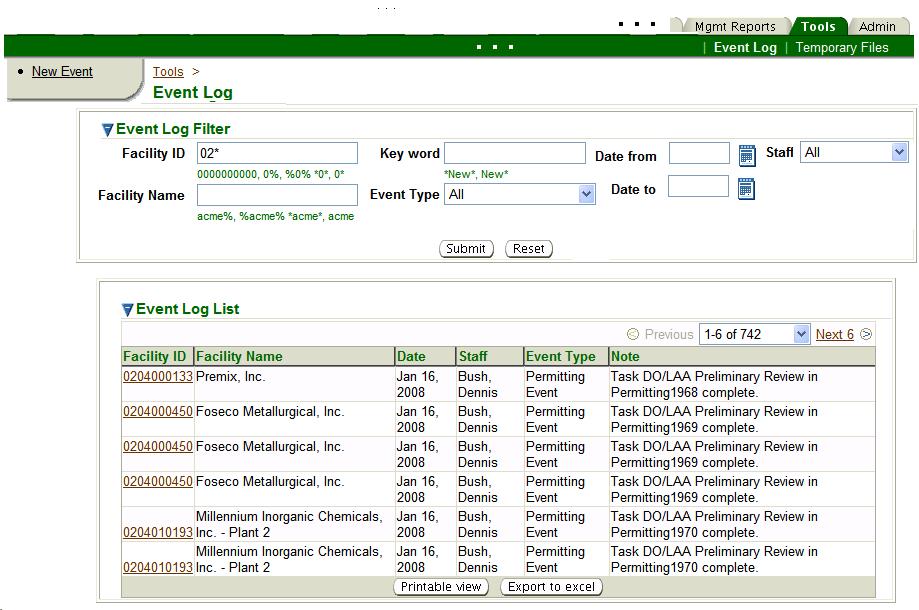 Mgmt Reports Tools Admin
| Event Log | Temporary Files
• New Event
Tools >
Event Log
Event Log Filter
Facility ID 02* Key word Date from Staff All
0000000000, 0%, %0% *0*, 0* *New*, New*
Facility Name Event Type All Date to
acme%, %acme% *acme*, acme
Submit Reset
Event Log List
Previous 1-6 of 742 Next 6
Facility ID Facility Name Date Staff Event Type Note
0204000133 Premix, Inc. Jan 16, Bush, Permitting Task DO/LAA Preliminary Review in
2008 Dennis Event Permitting1968 complete.
0204000450 Foseco Metallurgical, Inc. Jan 16, Bush, Permitting Task DO/LAA Preliminary Review in
2008 Dennis Event Permitting1969 complete.
0204000450 Foseco Metallurgical, Inc. Jan 16, Bush, Permitting Task DO/LAA Preliminary Review in
2008 Dennis Event Permitting1969 complete.
0204000450 Foseco Metallurgical, Inc. Jan 16, Bush, Permitting Task DO/LAA Preliminary Review in
2008 Dennis Event Permitting1969 complete.
Millennium Inorganic Chemicals, Jan 16, Bush, Permitting Task DO/LAA Preliminary Review in
0204010193 Inc. - Plant 2 2008 Dennis Event Permitting1970 complete.
Millennium Inorganic Chemicals, Jan 16, Bush, Permitting Task DO/LAA Preliminary Review in
0204010193 Inc. - Plant 2 2008 Dennis Event Permitting1970 complete.
Printable view Export to excel